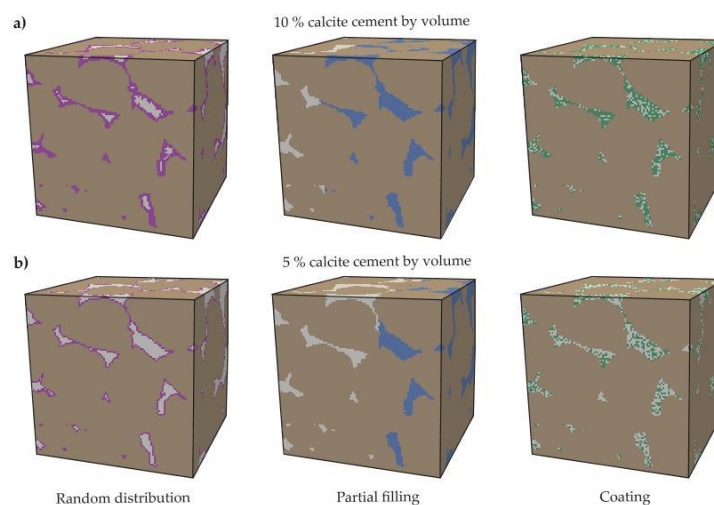 a)
10 % calcite cement by volume
b)
5 % calcite cement by volume
Random distribution
Partial filling
Coating